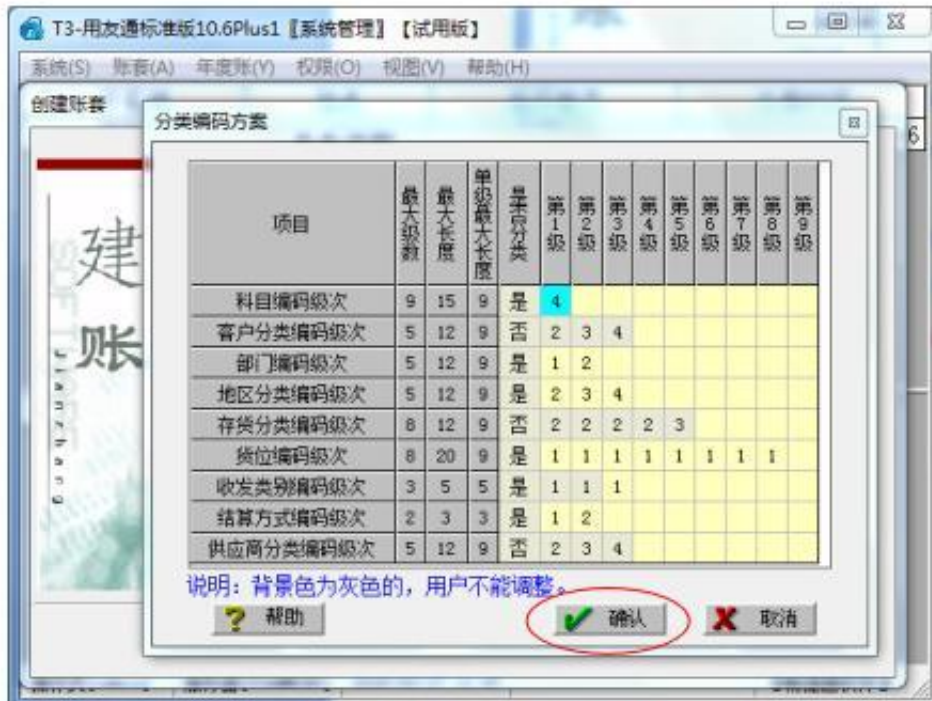 T3-用友通标准版10.6Plus1〖系统管理〗【试用版】
系统(S) 账套(A) 年度账(Y) 权限(O) 视图(V) 帮助(H)
创建账套
分类编码方案
6
项目 最大级数 最大长度 单级最大长度 是否分类 第1级 第2级 第3级 第4级 第5级 第6级 第7级 第8级 第9级
科目编码级次 9 15 9 是 4
客户分类编码级次 5 12 9 否 2 3 4
部门编码级次 5 12 9 是 1 2
地区分类编码级次 5 12 9 是 2 3 4
存货分类编码级次 8 12 9 否 2 2 2 2 3
货位编码级次 8 20 9 是 1 1 1 1 1 1 1 1
收发类别编码级次 3 5 5 是 1 1 1
结算方式编码级次 2 3 3 是 1 2
供应商分类编码级次 5 12 9 否 2 3 4
建
账
jianzhang
说明：背景色为灰色的，用户不能调整。
帮助 确认 取消